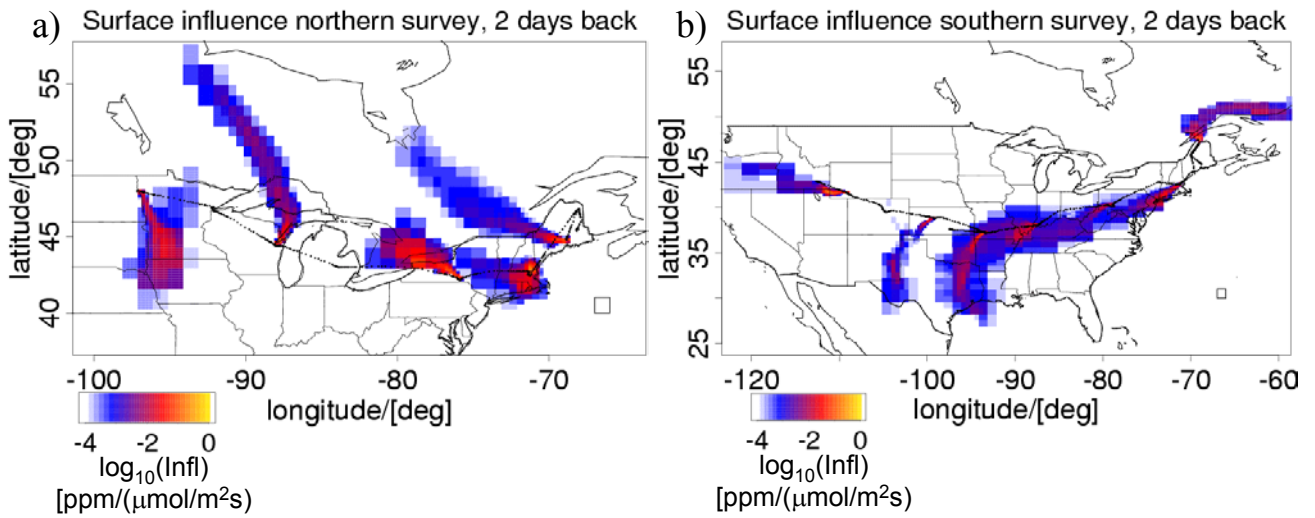 a) Surface influence northern survey, 2 days back
latitude/[deg]
55
50
45
40
-100 -90 -80 -70
longitude/[deg]
-4 -2 0
log₁₀(Infl)
[ppm/(μmol/m²s)
b) Surface influence southern survey, 2 days back
latitude/[deg]
55
45
35
25
-120 -100 -90 -80 -70 -60
longitude/[deg]
-4 -2 0
log₁₀(Infl)
[ppm/(μmol/m²s)